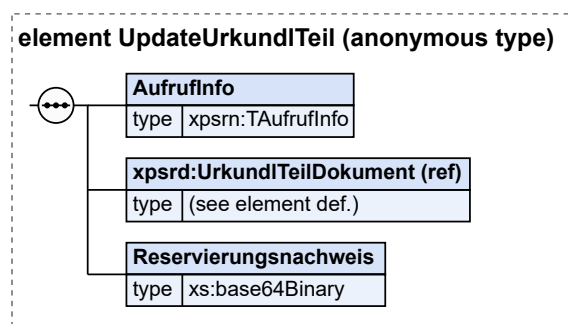 element UpdateUrkundlTeil (anonymous type)
AufrufInfo
type xpsrn:TAufrufInfo
xpsrd:UrkundlTeilDokument (ref)
type (see element def.)
Reservierungsnachweis
type xs:base64Binary